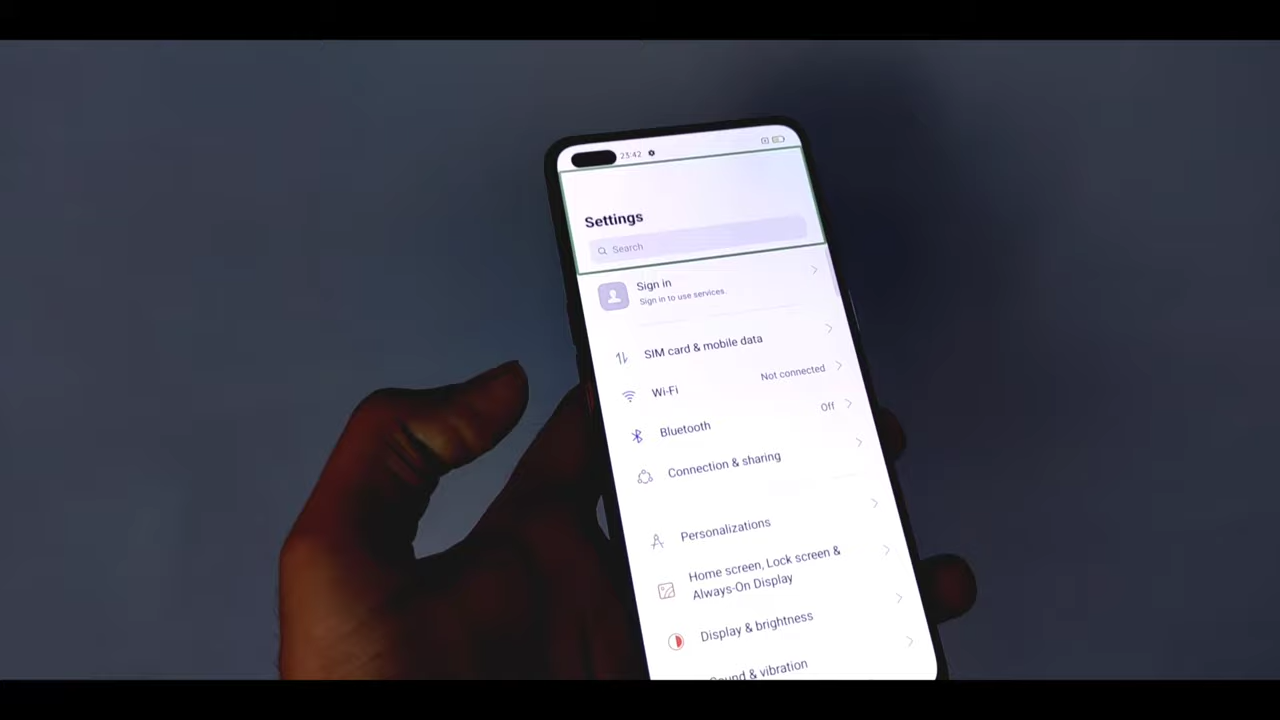 23:42
Settings
Search
Sign in
Sign in to use services.
SIM card & mobile data
Wi-Fi
Not connected
Bluetooth
Off
Connection & sharing
Personalizations
Home screen, Lock screen &
Always-On Display
Display & brightness
Sound & vibration